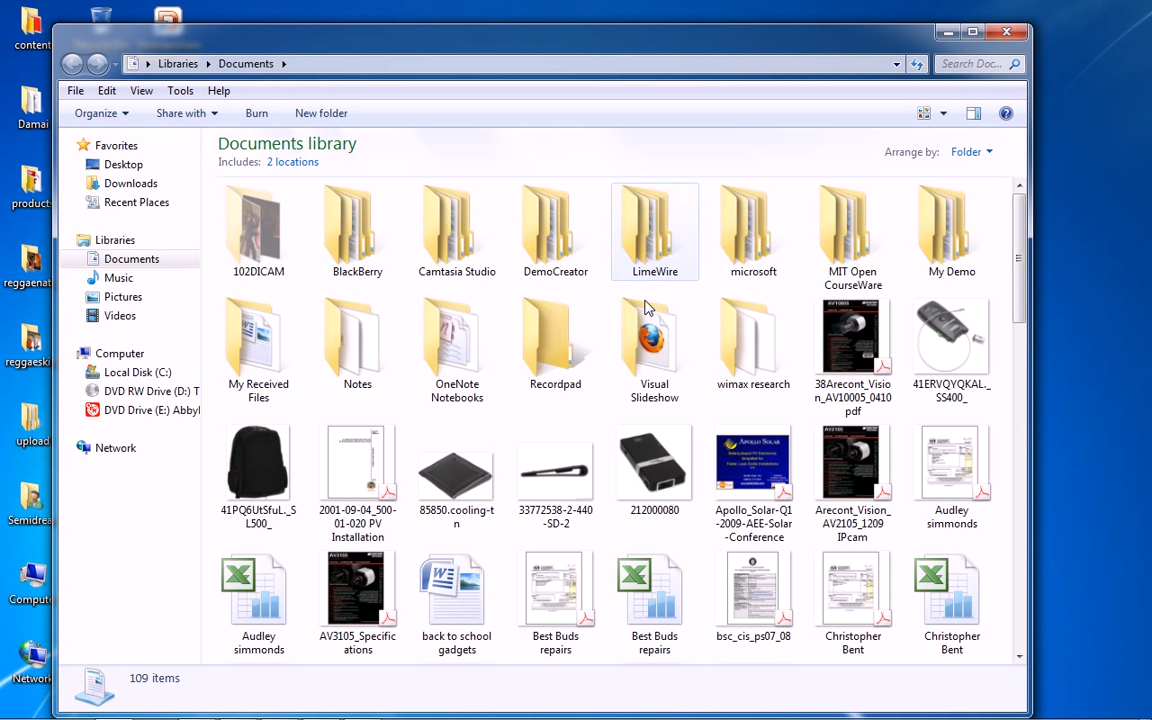 content
Damai
products
reggaenat
reggaeski
upload
Semidrea
Compute
Network
Libraries
Documents
Search Doc...
File
Edit
View
Tools
Help
Organize
Share with
Burn
New folder
Favorites
Desktop
Downloads
Recent Places
Libraries
Documents
Music
Pictures
Videos
Computer
Local Disk (C:)
DVD RW Drive (D:) T
DVD Drive (E:) Abbyl
Network
Documents library
Includes: 2 locations
Arrange by: Folder
102DICAM
BlackBerry
Camtasia Studio
DemoCreator
LimeWire
microsoft
MIT Open
CourseWare
My Demo
My Received
Files
Notes
OneNote
Notebooks
Recordpad
Visual
Slideshow
wimax research
38Arecont_Visio
n_AV10005_0410
pdf
41ERVQYQKAL._
SS400_
41PQ6UtSfuL._S
L500_
2001-09-04_500-
01-020 PV
Installation
85850.cooling-t
n
33772538-2-440
-SD-2
212000080
APOLLO SOLAR
Apollo_Solar-Q1
-2009-AEE-Solar
-Conference
Arecont_Vision_
AV2105_1209
IPcam
Audley
simmonds
Audley
simmonds
AV3105_Specific
ations
back to school
gadgets
Best Buds
repairs
Best Buds
repairs
bsc_cis_ps07_08
Christopher
Bent
Christopher
Bent
109 items